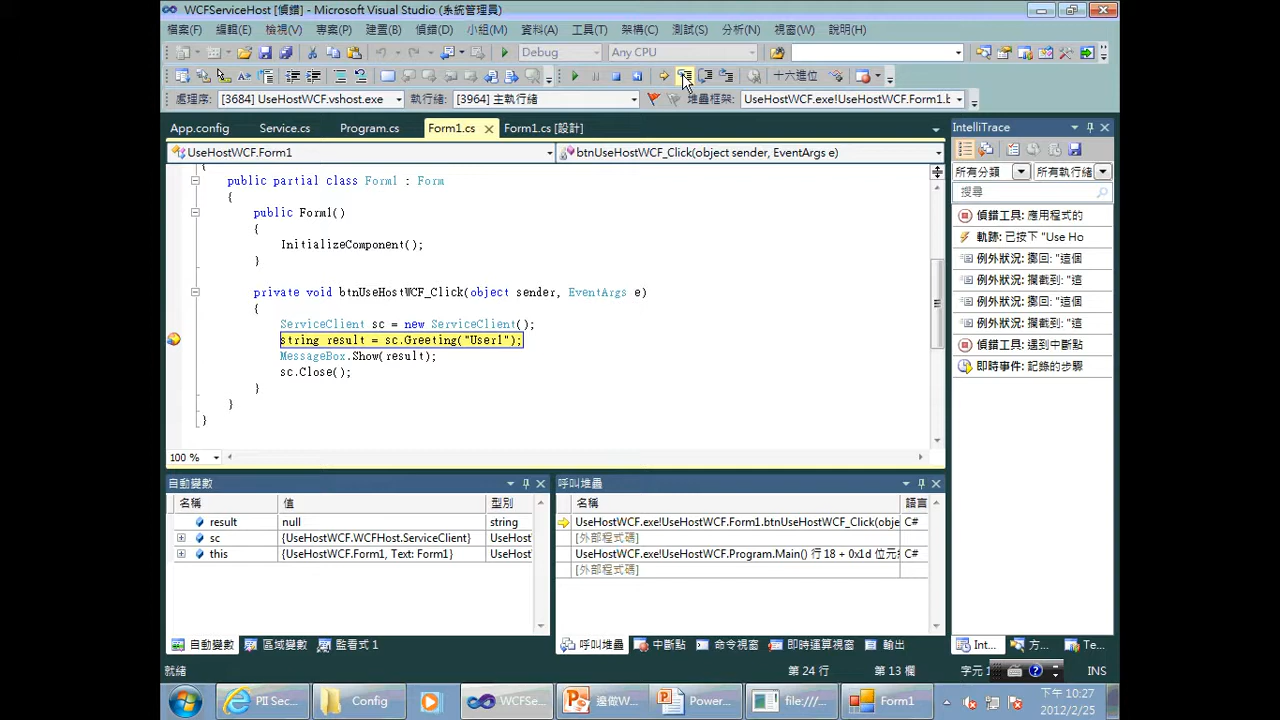 WCFServiceHost [偵錯] - Microsoft Visual Studio (系統管理員)
檔案(F) 編輯(E) 檢視(V) 專案(P) 建置(B) 偵錯(D) 小組(M) 資料(A) 工具(T) 架構(C) 測試(S) 分析(N) 視窗(W) 說明(H)
Debug Any CPU
十六進位
處理序: [3684] UseHostWCF.vshost.exe 執行緒: [3964] 主執行緒 堆疊框架: UseHostWCF.exe!UseHostWCF.Form1.b
App.config Service.cs Program.cs Form1.cs Form1.cs [設計]
UseHostWCF.Form1 btnUseHostWCF_Click(object sender, EventArgs e)
{
public partial class Form1 : Form
{
public Form1()
{
InitializeComponent();
}
private void btnUseHostWCF_Click(object sender, EventArgs e)
{
ServiceClient sc = new ServiceClient();
string result = sc.Greeting("User1");
MessageBox.Show(result);
sc.Close();
}
}
}
100 %
IntelliTrace
所有分類 所有執行緒
搜尋
偵錯工具: 應用程式的
軌跡: 已按下 "Use Ho
例外狀況: 擲回: "這個
例外狀況: 攔截到: "這
例外狀況: 擲回: "這個
例外狀況: 攔截到: "這
偵錯工具: 遇到中斷點
即時事件: 記錄的步驟
自動變數
名稱 值 型別
result null string
sc {UseHostWCF.WCFHost.ServiceClient} UseHost
this {UseHostWCF.Form1, Text: Form1} UseHost
呼叫堆疊
名稱 語言
UseHostWCF.exe!UseHostWCF.Form1.btnUseHostWCF_Click(obje C#
[外部程式碼]
UseHostWCF.exe!UseHostWCF.Program.Main() 行 18 + 0x1d 位元 C#
[外部程式碼]
自動變數 區域變數 監看式 1
呼叫堆疊 中斷點 命令視窗 即時運算視窗 輸出
Int... 方... Te...
就緒 第 24 行 第 13 欄 字元 INS
PII Sec... Config WCFSe... 邊做W... Power... file:///... Form1
下午 10:27
2012/2/25